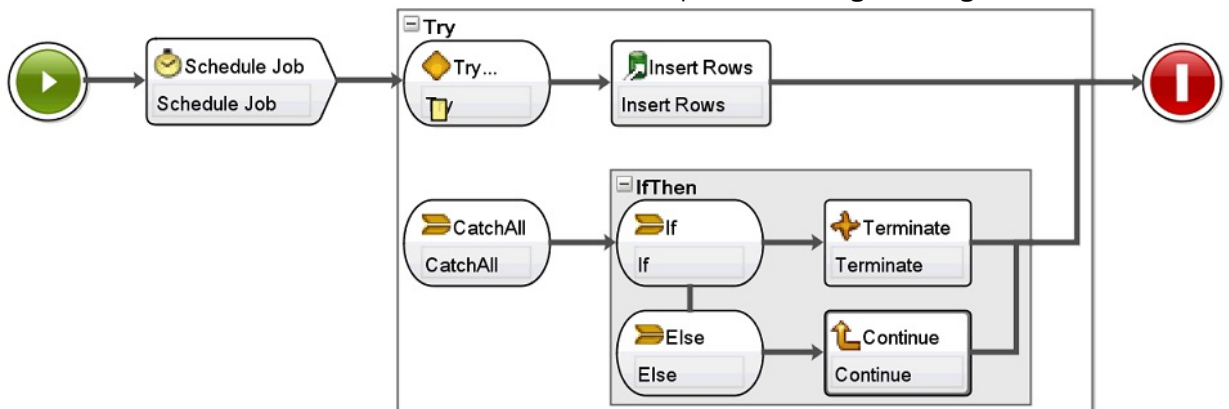 Try
Schedule Job
Schedule Job
Try...
Try
Insert Rows
Insert Rows
IfThen
CatchAll
CatchAll
If
If
Terminate
Terminate
Else
Else
Continue
Continue